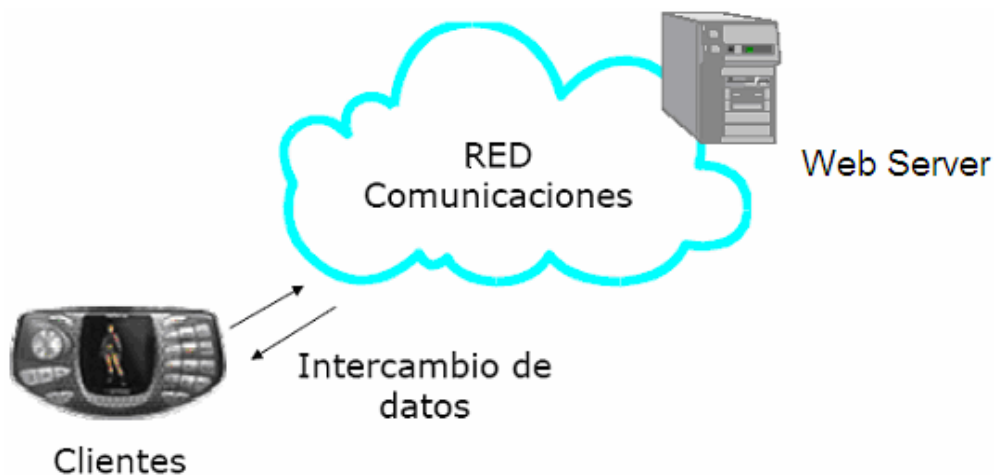 RED
Comunicaciones
Web Server
Intercambio de
datos
Clientes